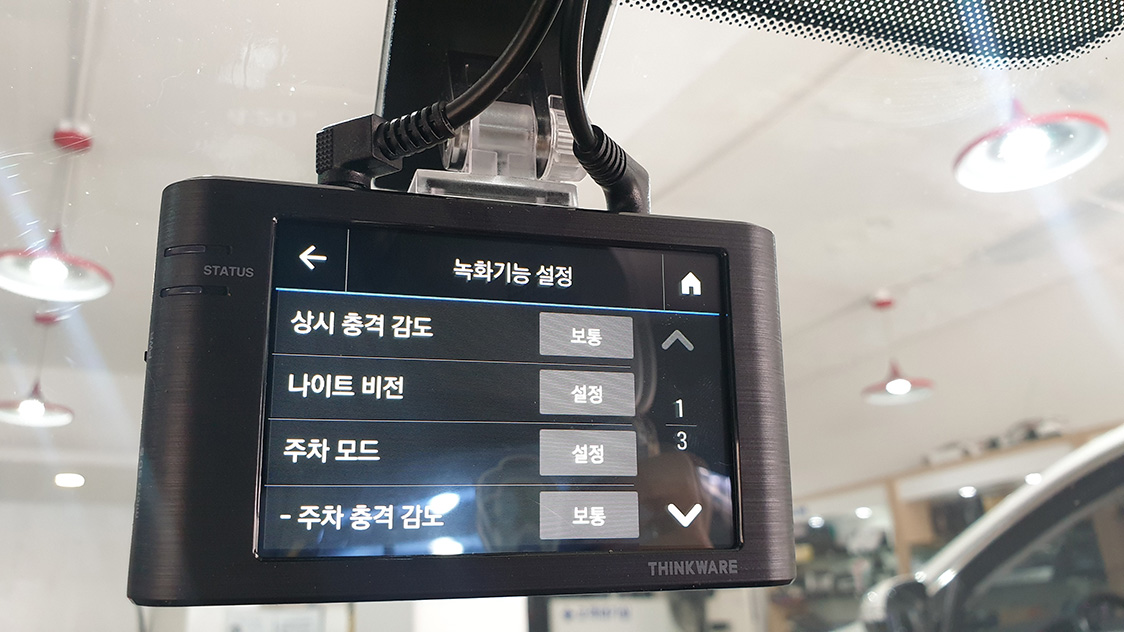 STATUS
녹화기능 설정
상시 충격 감도 보통
나이트 비전 설정
주차 모드 설정
- 주차 충격 감도 보통
1
3
THINKWARE